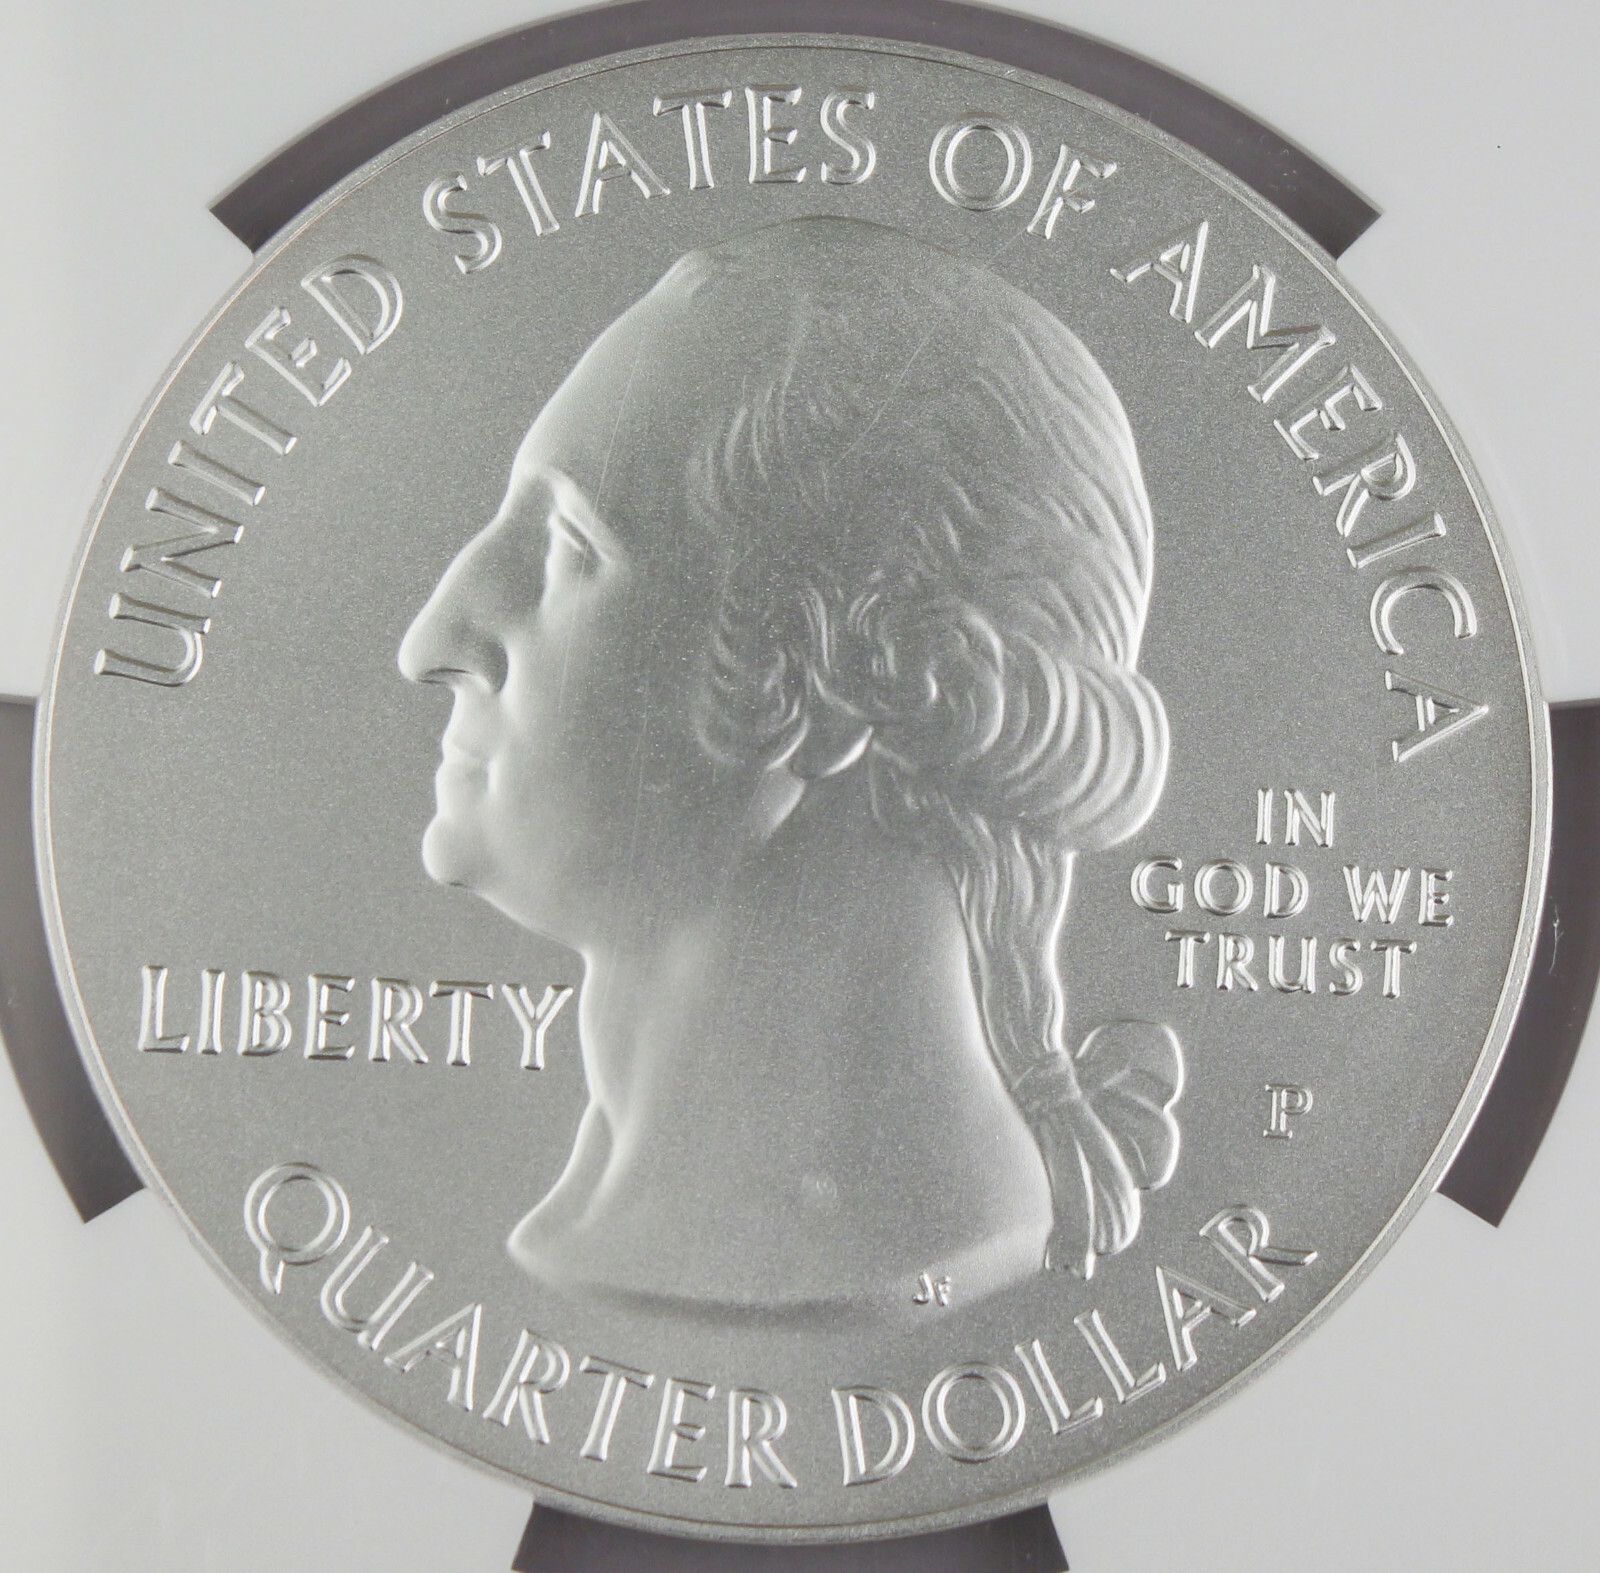 UNITED STATES OF AMERICA
IN
GOD WE
TRUST
LIBERTY
P
JF
QUARTER DOLLAR